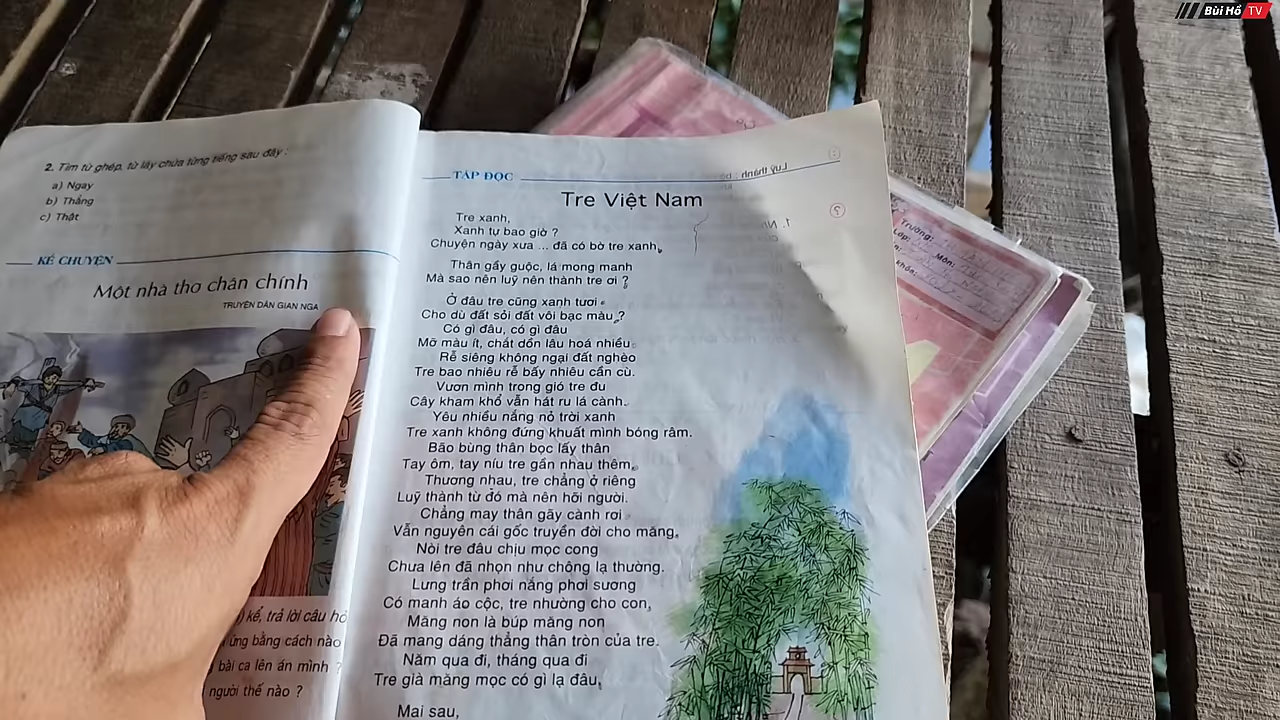 Bùi Hồ TV
2. Tìm từ ghép, từ láy chứa từng tiếng sau đây :
a) Ngay
b) Thẳng
c) Thật
KỂ CHUYỆN
Một nhà thơ chân chính
TRUYỆN DÂN GIAN NGA
kể, trả lời câu
ứng bằng cách nào
bài ca lên án mình ?
người thế nào ?
TẬP ĐỌC
Tre Việt Nam
Tre xanh,
Xanh tự bao giờ ?
Chuyện ngày xưa ... đã có bờ tre xanh.
Thân gầy guộc, lá mong manh
Mà sao nên luỹ nên thành tre ơi ?
Ở đâu tre cũng xanh tươi
Cho dù đất sỏi đất vôi bạc màu ?
Có gì đâu, có gì đâu
Mỡ màu ít, chắt dồn lâu hoá nhiều.
Rễ siêng không ngại đất nghèo
Tre bao nhiêu rễ bấy nhiêu cần cù.
Vươn mình trong gió tre đu
Cây kham khổ vẫn hát ru lá cành.
Yêu nhiều nắng nỏ trời xanh
Tre xanh không đứng khuất mình bóng râm.
Bão bùng thân bọc lấy thân
Tay ôm, tay níu tre gần nhau thêm.
Thương nhau, tre chẳng ở riêng
Luỹ thành từ đó mà nên hỡi người.
Chẳng may thân gãy cành rơi
Vẫn nguyên cái gốc truyền đời cho măng.
Nòi tre đâu chịu mọc cong
Chưa lên đã nhọn như chông lạ thường.
Lưng trần phơi nắng phơi sương
Có manh áo cộc, tre nhường cho con.
Măng non là búp măng non
Đã mang dáng thẳng thân tròn của tre.
Năm qua đi, tháng qua đi
Tre già măng mọc có gì lạ đâu.
Mai sau,
Trường:
Lớp:
Môn:
khóa: